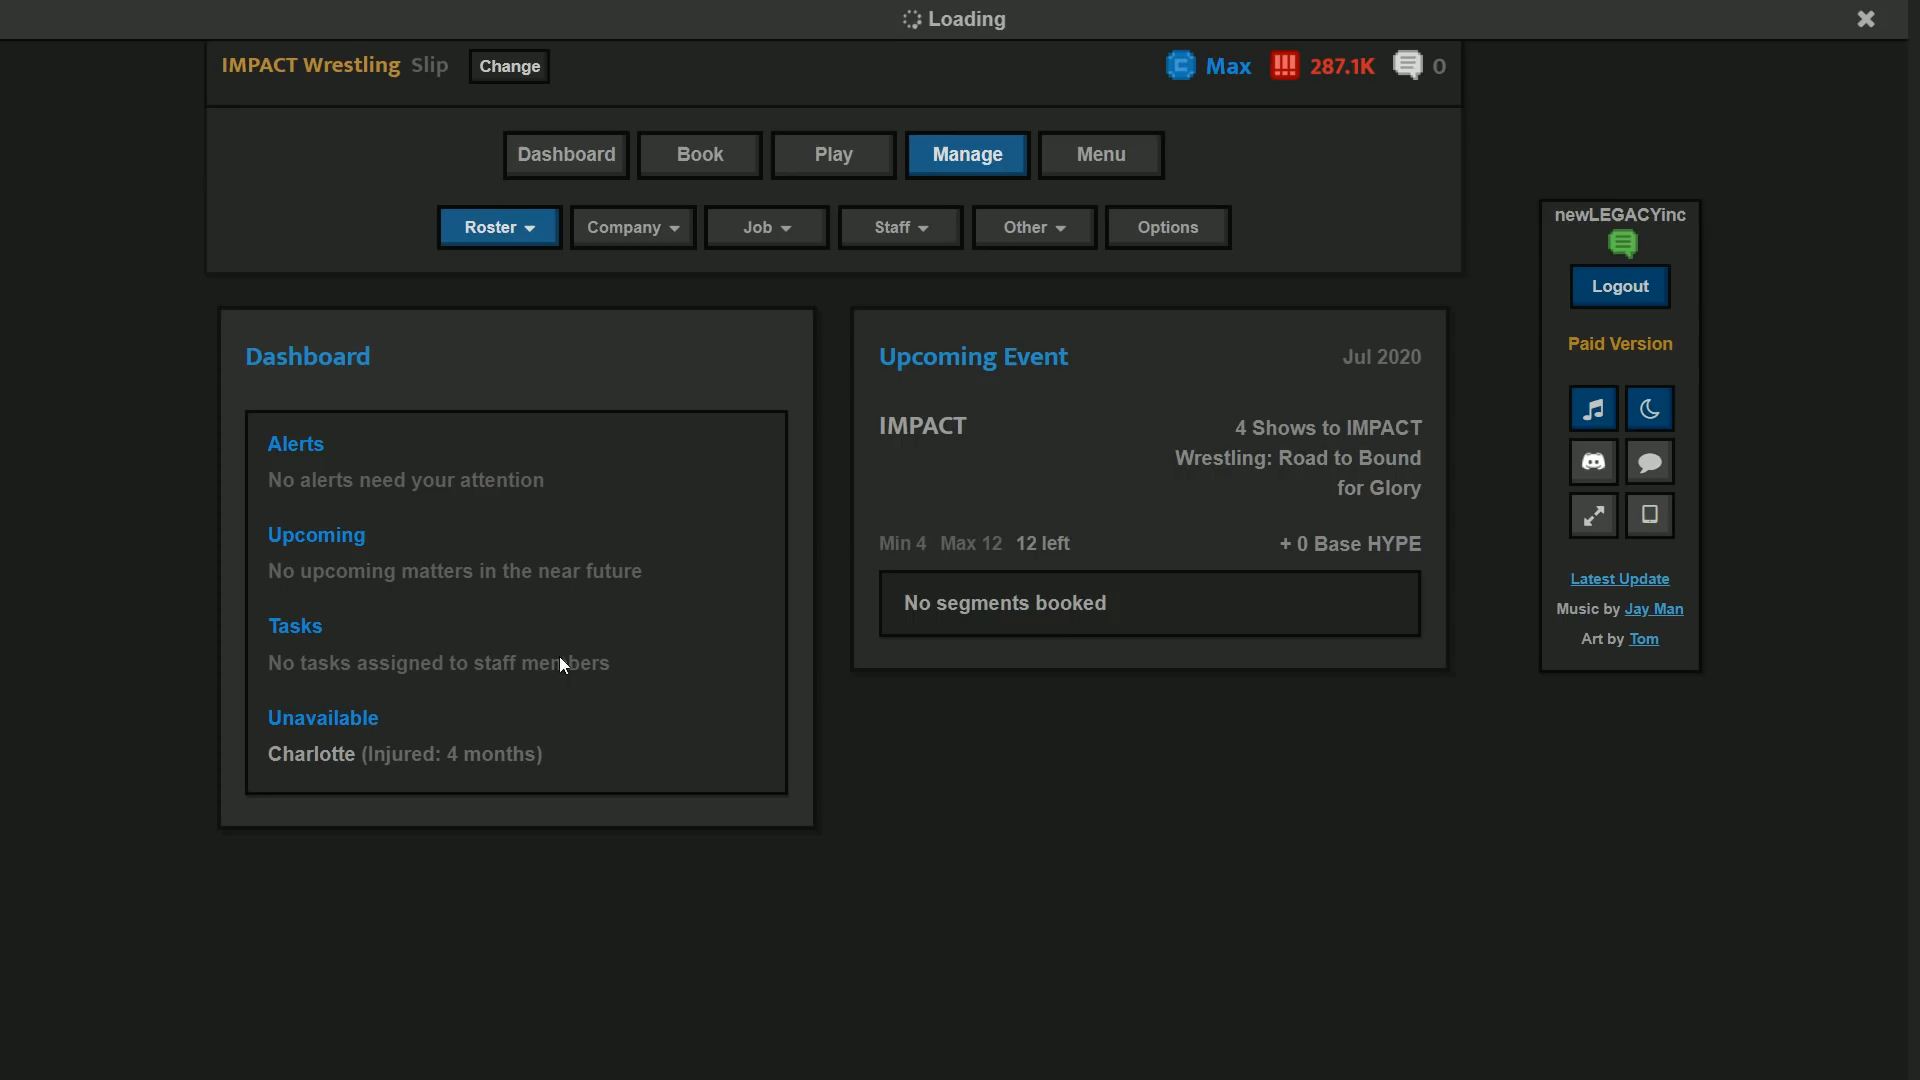 Loading
IMPACT Wrestling Slip Change
Max 287.1K 0
Dashboard Book Play Manage Menu
Roster Company Job Staff Other Options
Dashboard
Alerts
No alerts need your attention
Upcoming
No upcoming matters in the near future
Tasks
No tasks assigned to staff members
Unavailable
Charlotte (Injured: 4 months)
Upcoming Event Jul 2020
IMPACT
4 Shows to IMPACT
Wrestling: Road to Bound
for Glory
Min 4 Max 12 12 left
+ 0 Base HYPE
No segments booked
newLEGACYinc
Logout
Paid Version
Latest Update
Music by Jay Man
Art by Tom